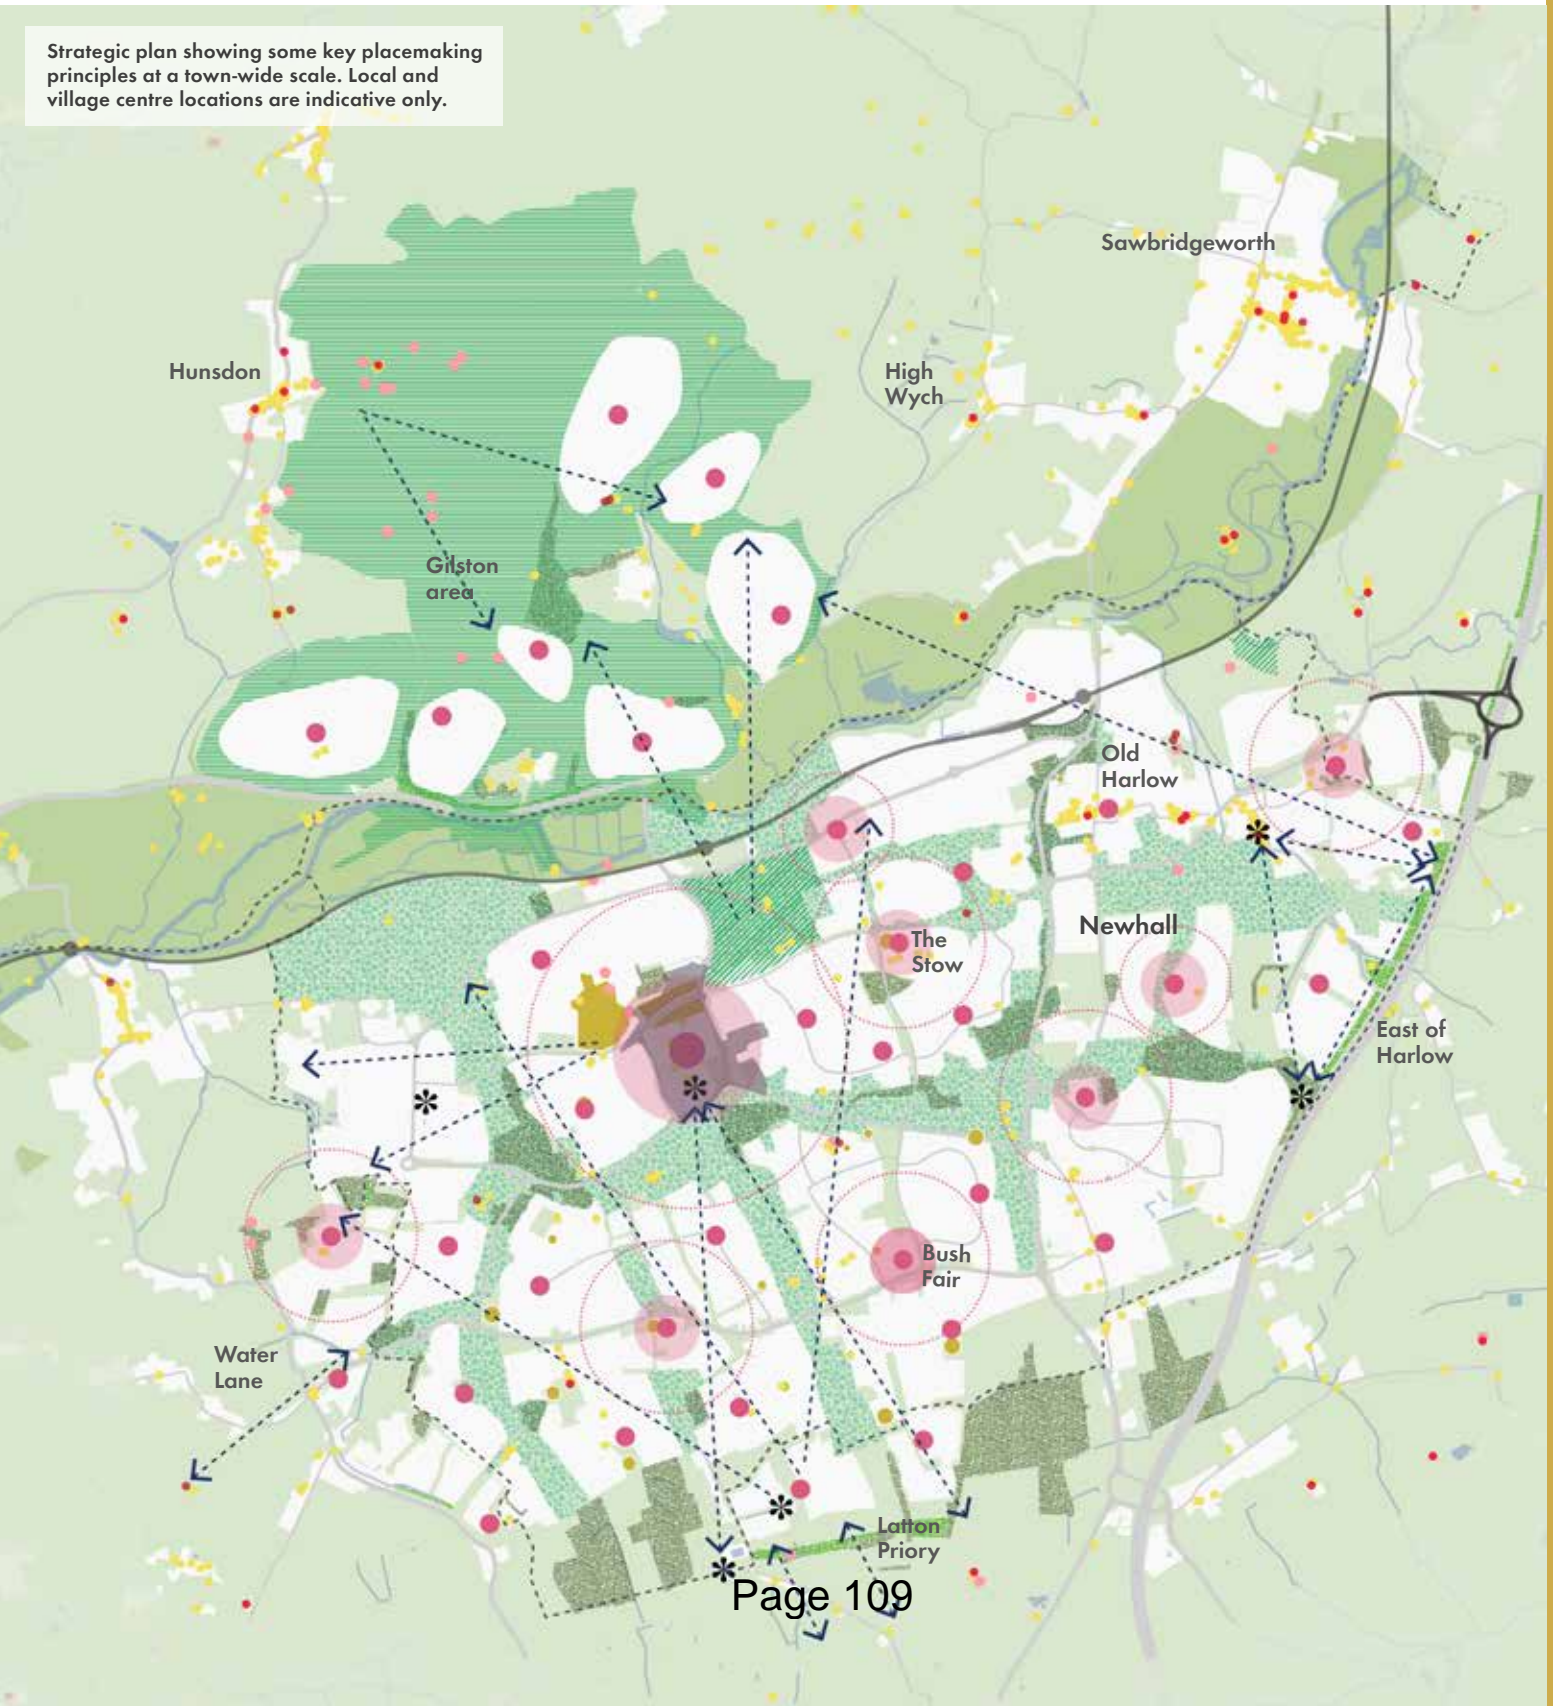 Strategic plan showing some key placemaking
principles at a town-wide scale. Local and
village centre locations are indicative only.
Sawbridgeworth
Hunsdon
High
Wych
Gilston
area
Old
Harlow
Newhall
The
Stow
East of
Harlow
Bush
Fair
Water
Lane
Latton
Priory
Page 109